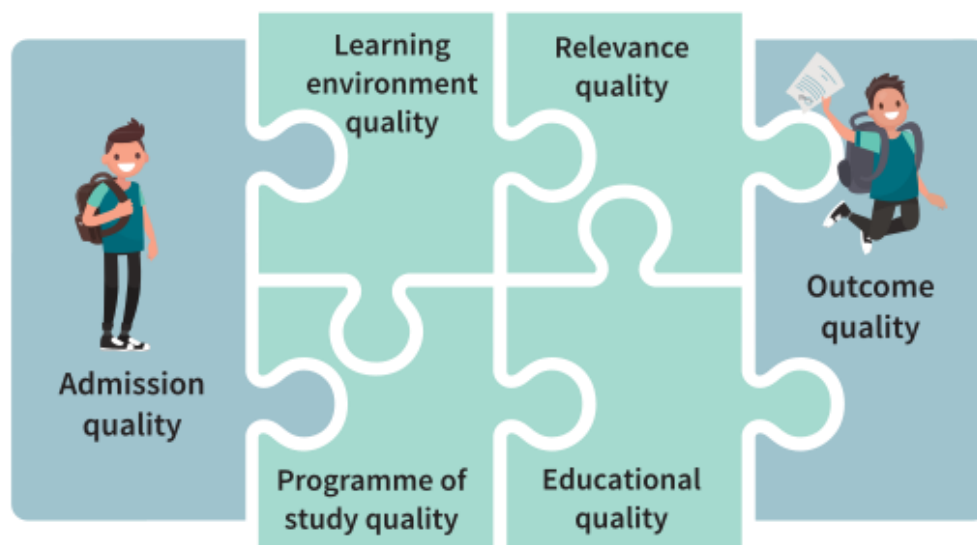 Learning
environment
quality
Relevance
quality
Admission
quality
Outcome
quality
Programme of
study quality
Educational
quality